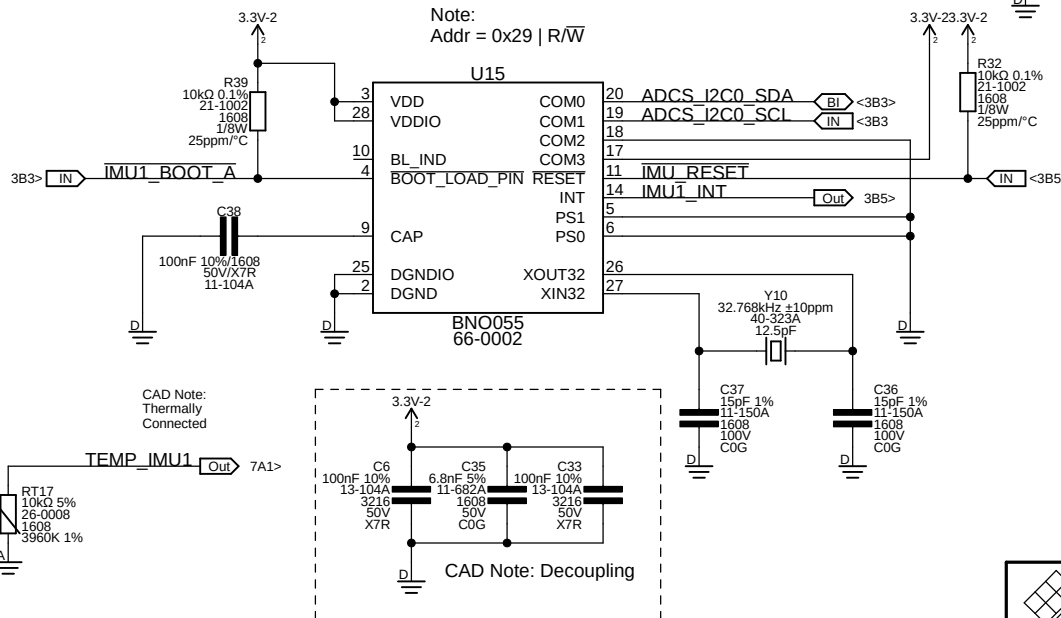 Note:
Addr = 0x29 | R/W
3.3V-2
2
3.3V-2
2
3.3V-2
2
D
R39
10kΩ 0.1%
21-1002
1608
1/8W
25ppm/°C
R32
10kΩ 0.1%
21-1002
1608
1/8W
25ppm/°C
U15
3 VDD
28 VDDIO
10 BL_IND
4 BOOT_LOAD_PIN
9 CAP
25 DGNDIO
2 DGND
COM0 20 ADCS_I2C0_SDA BI <3B3>
COM1 19 ADCS_I2C0_SCL IN <3B3
COM2 18
COM3 17
RESET 11 IMU_RESET IN <3B5
INT 14 IMU1_INT Out 3B5>
PS1 5
PS0 6
XOUT32 26
XIN32 27
BNO055
66-0002
3B3> IN IMU1_BOOT_A
C38
100nF 10%/1608
50V/X7R
11-104A
D
D
D
Y10
32.768kHz ±10ppm
40-323A
12.5pF
C37
15pF 1%
11-150A
1608
100V
C0G
D
C36
15pF 1%
11-150A
1608
100V
C0G
D
CAD Note:
Thermally
Connected
TEMP_IMU1 Out 7A1>
RT17
10kΩ 5%
26-0008
1608
3960K 1%
A
3.3V-2
2
C6
100nF 10%
13-104A
3216
50V
X7R
C35
6.8nF 5%
11-682A
1608
50V
C0G
C33
100nF 10%
13-104A
3216
50V
X7R
D
CAD Note: Decoupling